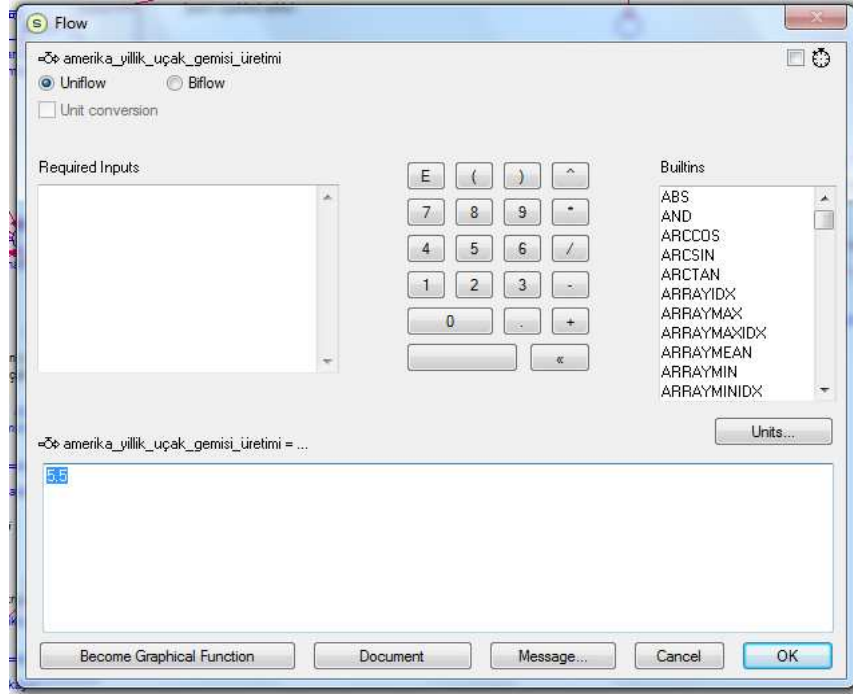 Flow
amerika_yillik_uçak_gemisi_üretimi
Uniflow Biflow
Unit conversion
Required Inputs
Builtins
E ( ) ^
7 8 9 *
4 5 6 /
1 2 3 -
0 . +
«
ABS
AND
ARCCOS
ARCSIN
ARCTAN
ARRAYIDX
ARRAYMAX
ARRAYMAXIDX
ARRAYMEAN
ARRAYMIN
ARRAYMINIDX
Units...
amerika_yillik_uçak_gemisi_üretimi = ...
5.5
Become Graphical Function Document Message... Cancel OK